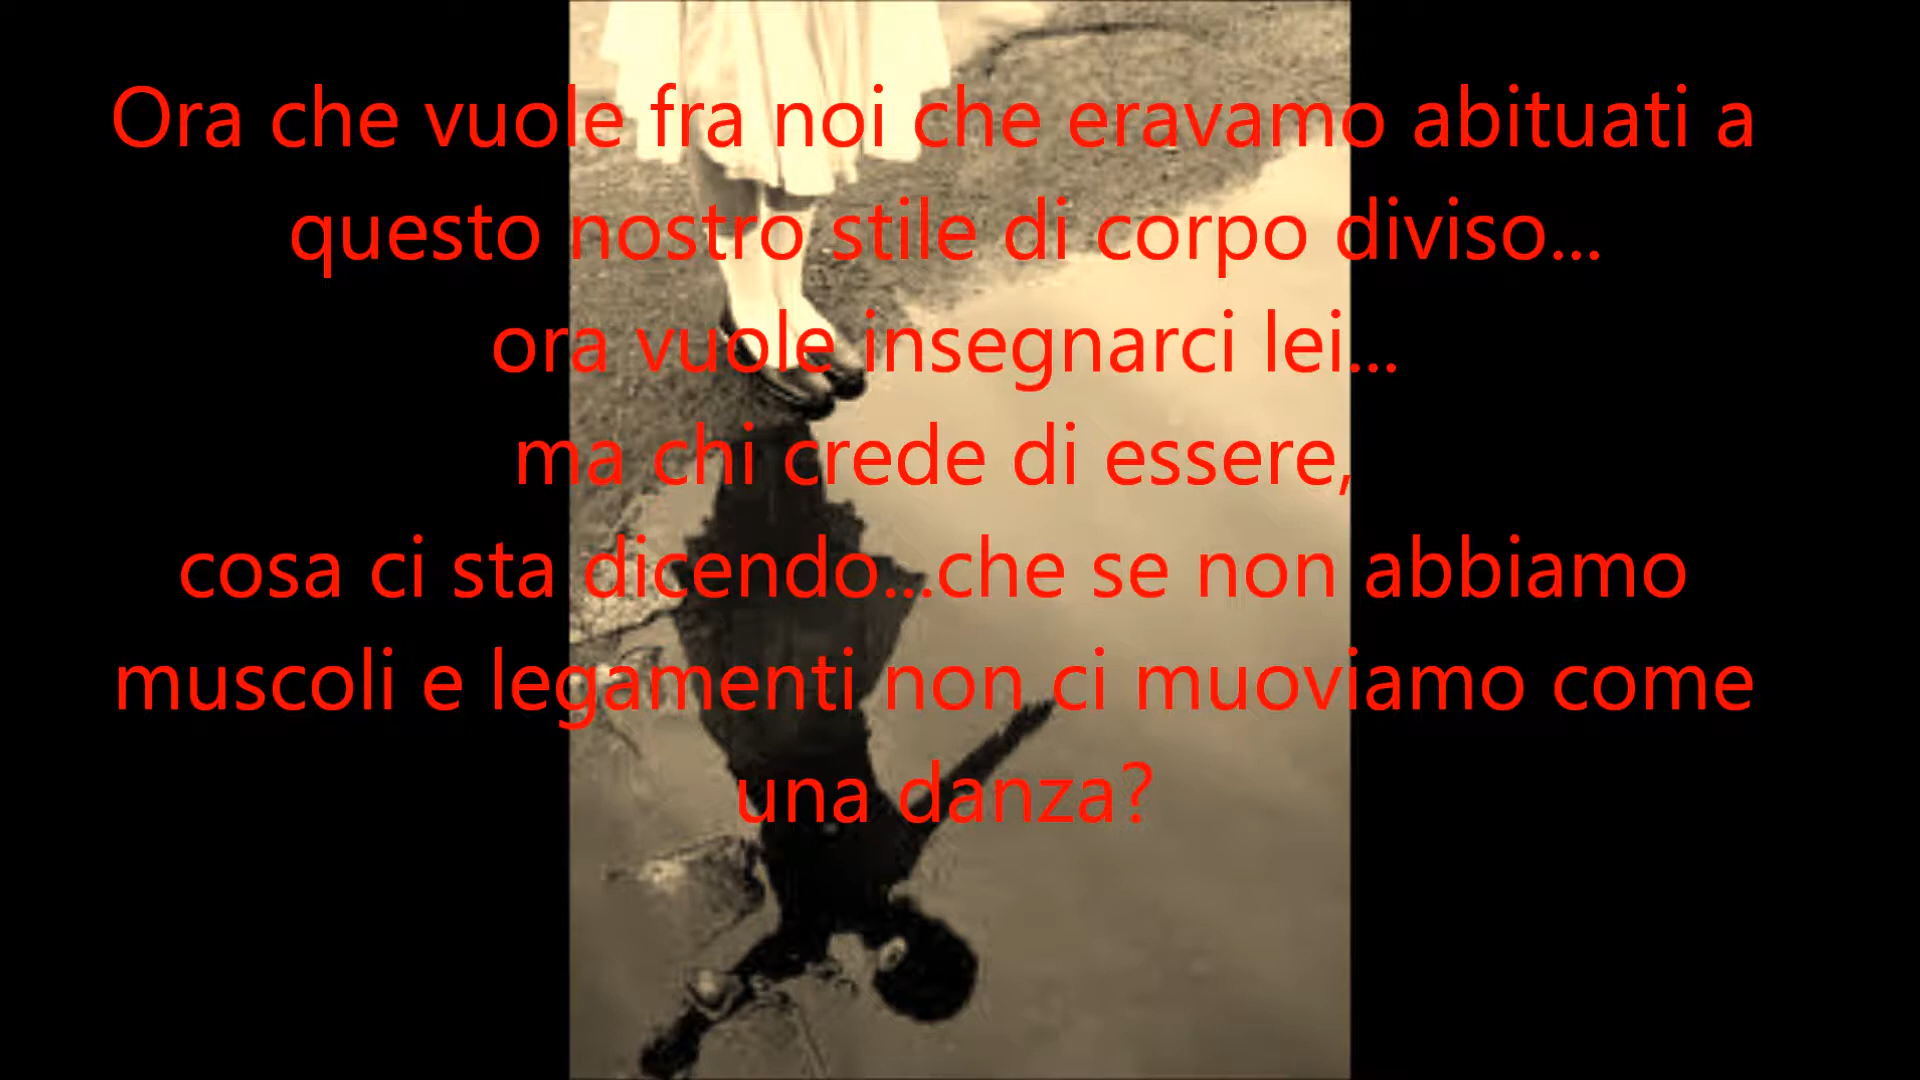 Ora che vuole fra noi che eravamo abituati a
questo nostro stile di corpo diviso...
ora vuole insegnarci lei...
ma chi crede di essere,
cosa ci sta dicendo...che se non abbiamo
muscoli e legamenti non ci muoviamo come
una danza?